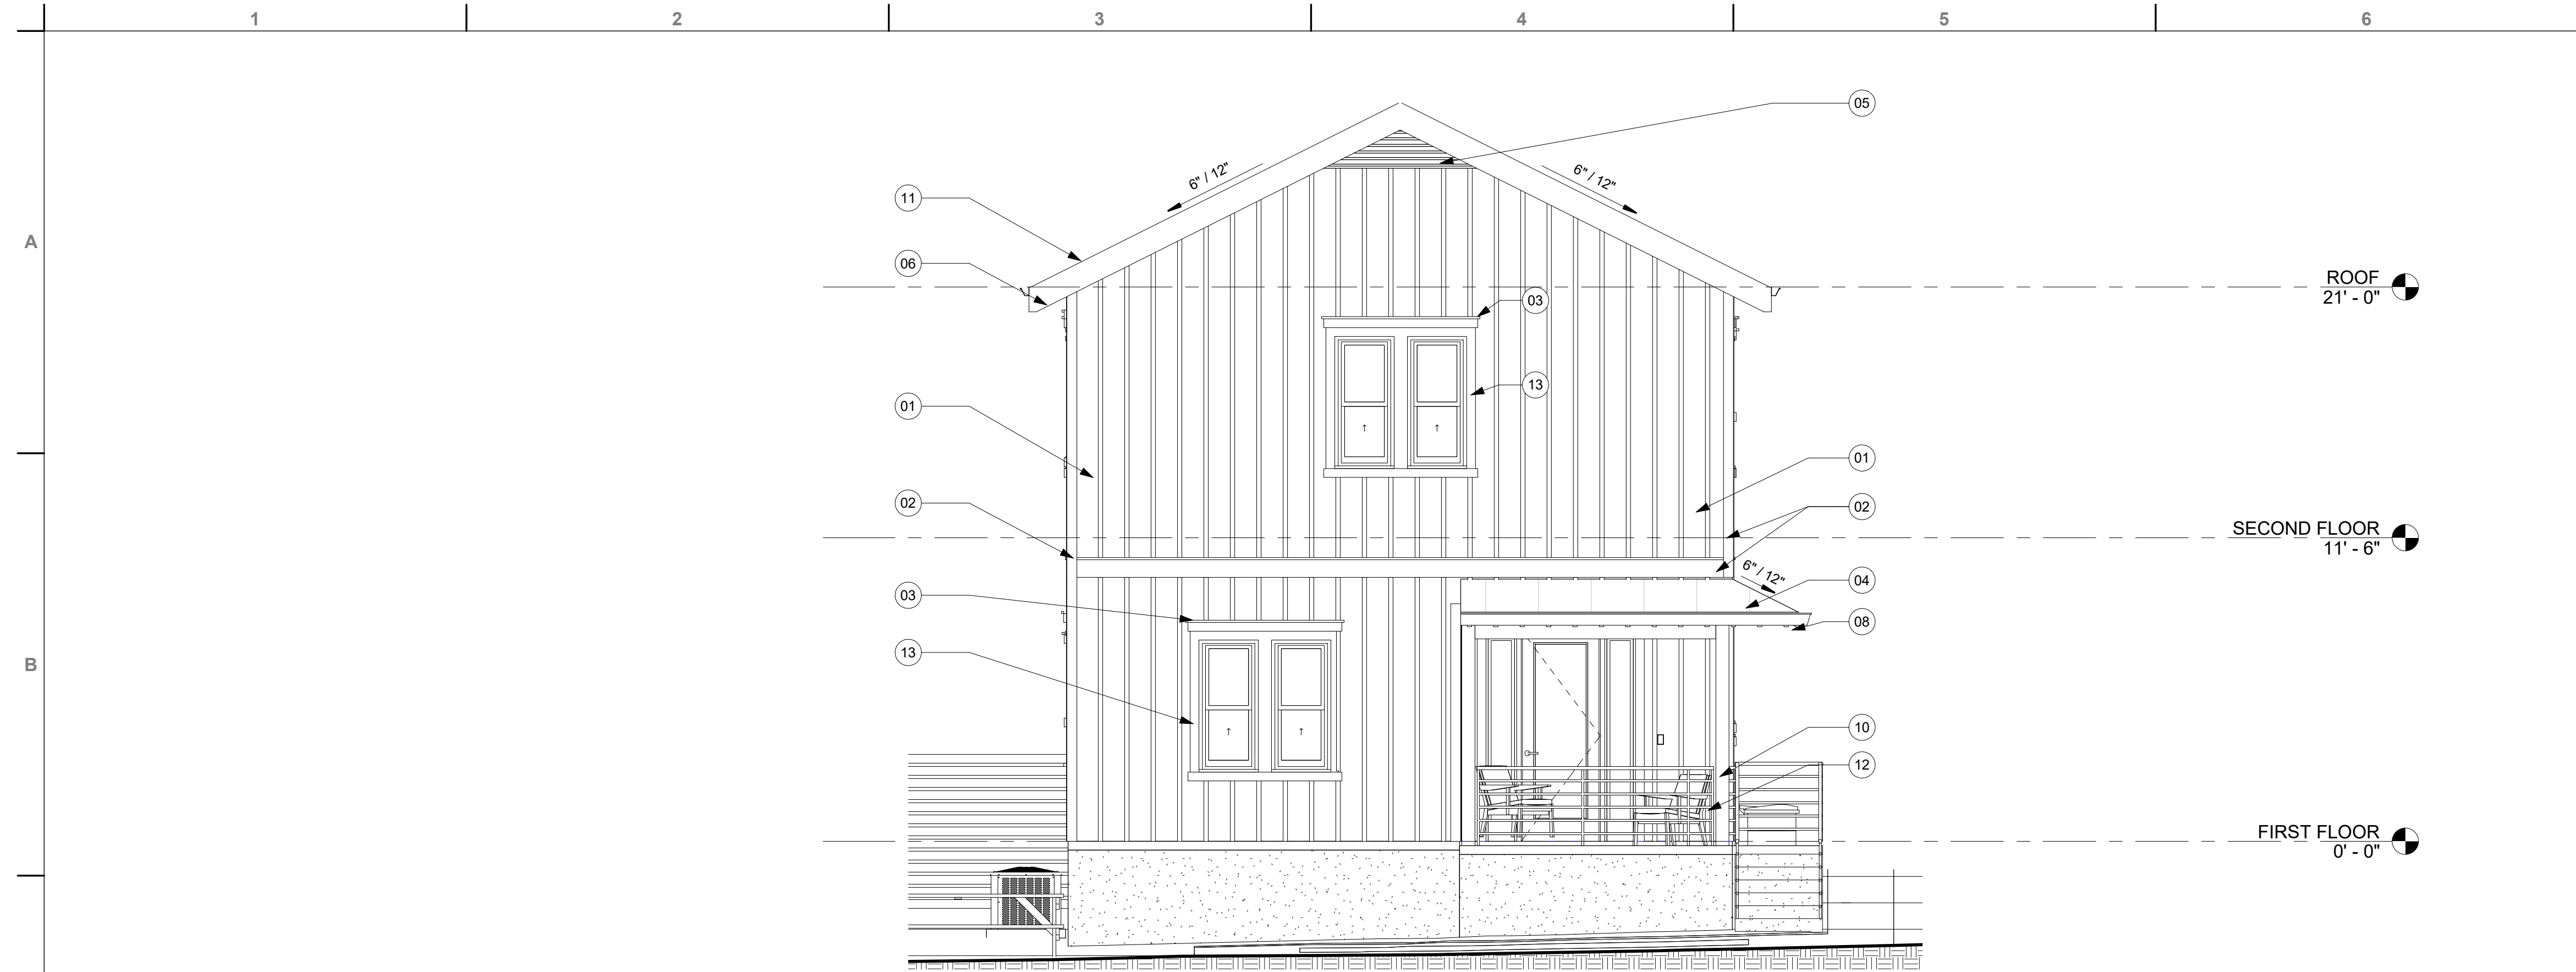 1 2 3 4 5 6
05
6" / 12" 6" / 12"
11
A
06
ROOF
21' - 0"
03
13
01
01
02
02
SECOND FLOOR
11' - 6"
6" / 12"
04
03
08
13
B
10
12
FIRST FLOOR
0' - 0"